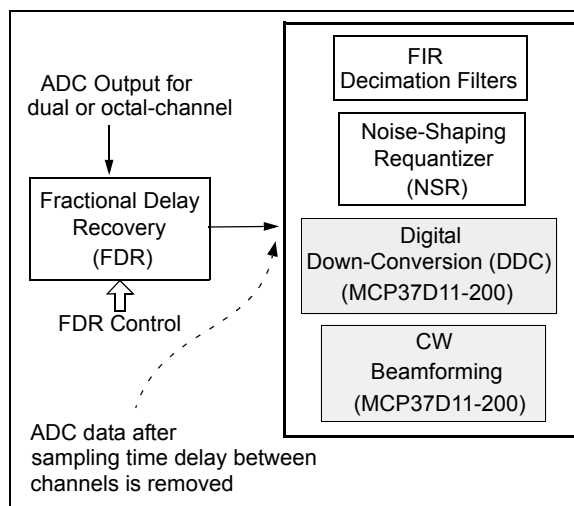 ADC Output for
dual or octal-channel
Fractional Delay
Recovery
(FDR)
FDR Control
ADC data after
sampling time delay between
channels is removed
FIR
Decimation Filters
Noise-Shaping
Requantizer
(NSR)
Digital
Down-Conversion (DDC)
(MCP37D11-200)
CW
Beamforming
(MCP37D11-200)